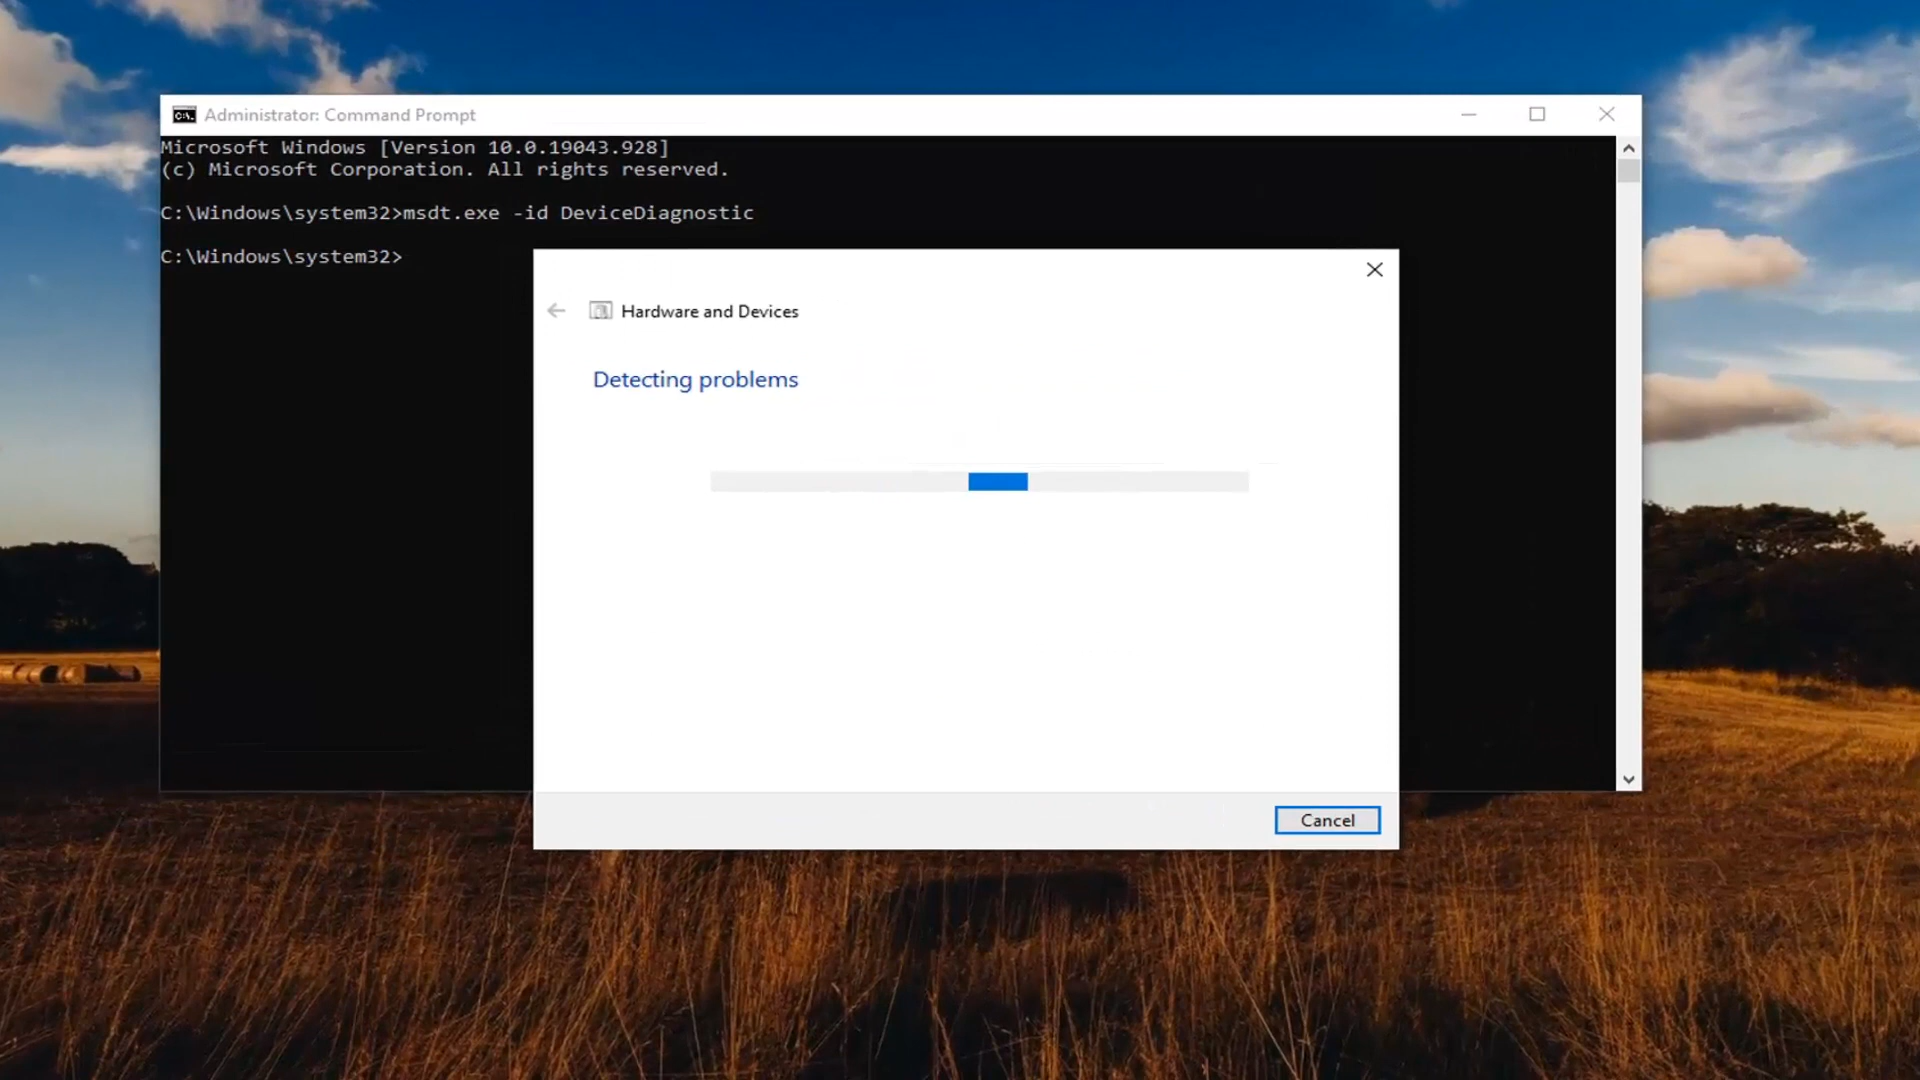 Administrator: Command Prompt
Microsoft Windows [Version 10.0.19043.928]
(c) Microsoft Corporation. All rights reserved.
C:\Windows\system32>msdt.exe -id DeviceDiagnostic
C:\Windows\system32>
Hardware and Devices
Detecting problems
Cancel